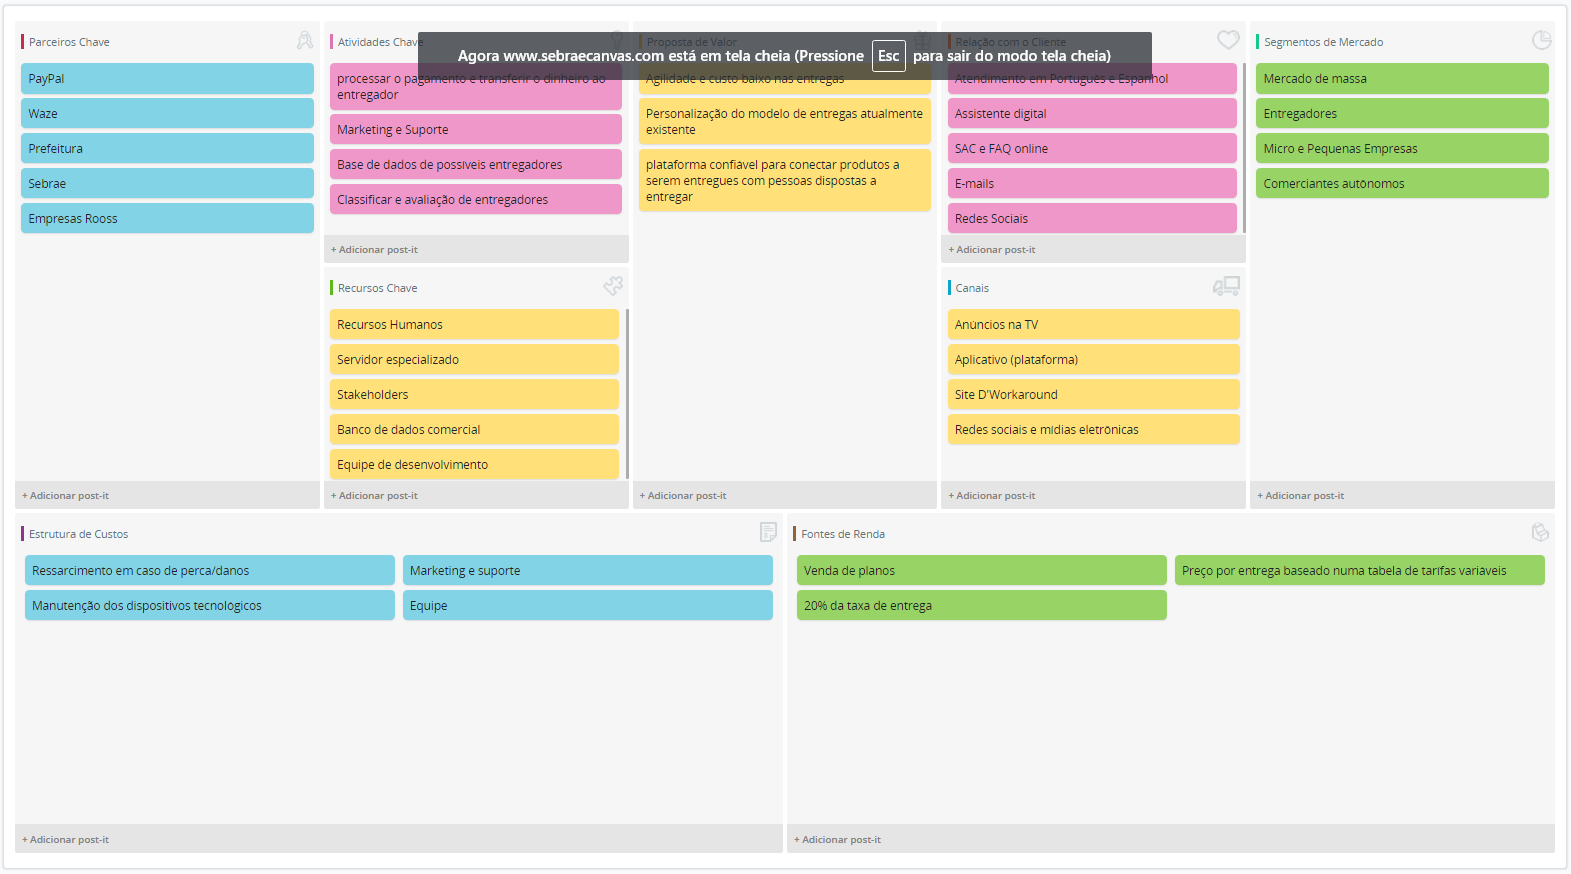 Agora www.sebraecanvas.com está em tela cheia (Pressione Esc para sair do modo tela cheia)
Parceiros Chave
PayPal
Waze
Prefeitura
Sebrae
Empresas Rooss
+ Adicionar post-it
Atividades Chave
processar o pagamento e transferir o dinheiro ao
entregador
Marketing e Suporte
Base de dados de possíveis entregadores
Classificar e avaliação de entregadores
+ Adicionar post-it
Recursos Chave
Recursos Humanos
Servidor especializado
Stakeholders
Banco de dados comercial
Equipe de desenvolvimento
+ Adicionar post-it
Proposta de Valor
Agilidade e custo baixo nas entregas
Personalização do modelo de entregas atualmente
existente
plataforma confiável para conectar produtos a
serem entregues com pessoas dispostas a
entregar
+ Adicionar post-it
Relação com o Cliente
Atendimento em Português e Espanhol
Assistente digital
SAC e FAQ online
E-mails
Redes Sociais
+ Adicionar post-it
Canais
Anúncios na TV
Aplicativo (plataforma)
Site D'Workaround
Redes sociais e mídias eletrônicas
+ Adicionar post-it
Segmentos de Mercado
Mercado de massa
Entregadores
Micro e Pequenas Empresas
Comerciantes autônomos
+ Adicionar post-it
Estrutura de Custos
Ressarcimento em caso de perca/danos
Marketing e suporte
Manutenção dos dispositivos tecnológicos
Equipe
+ Adicionar post-it
Fontes de Renda
Venda de planos
Preço por entrega baseado numa tabela de tarifas variáveis
20% da taxa de entrega
+ Adicionar post-it